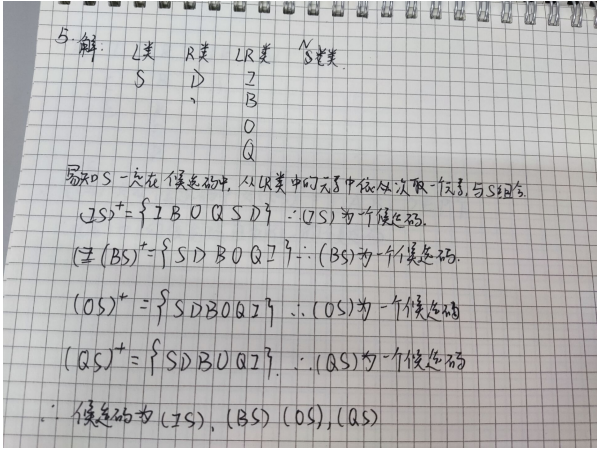 5. 解: L类 R类 LR类 N类
S D I
B
O
Q
易知S一定在候选码中, 从LR类中的元素中依次取一个元素, 与S组合.
(IS)⁺={I B O Q S D} ∴(IS)为一个候选码.
(BS)⁺={S D B O Q I} ∴(BS)为一个候选码.
(OS)⁺={S D B O Q I} ∴(OS)为一个候选码
(QS)⁺={S D B O Q I}. ∴(QS)为一个候选码
∴ 候选码为(IS), (BS) (OS), (QS)